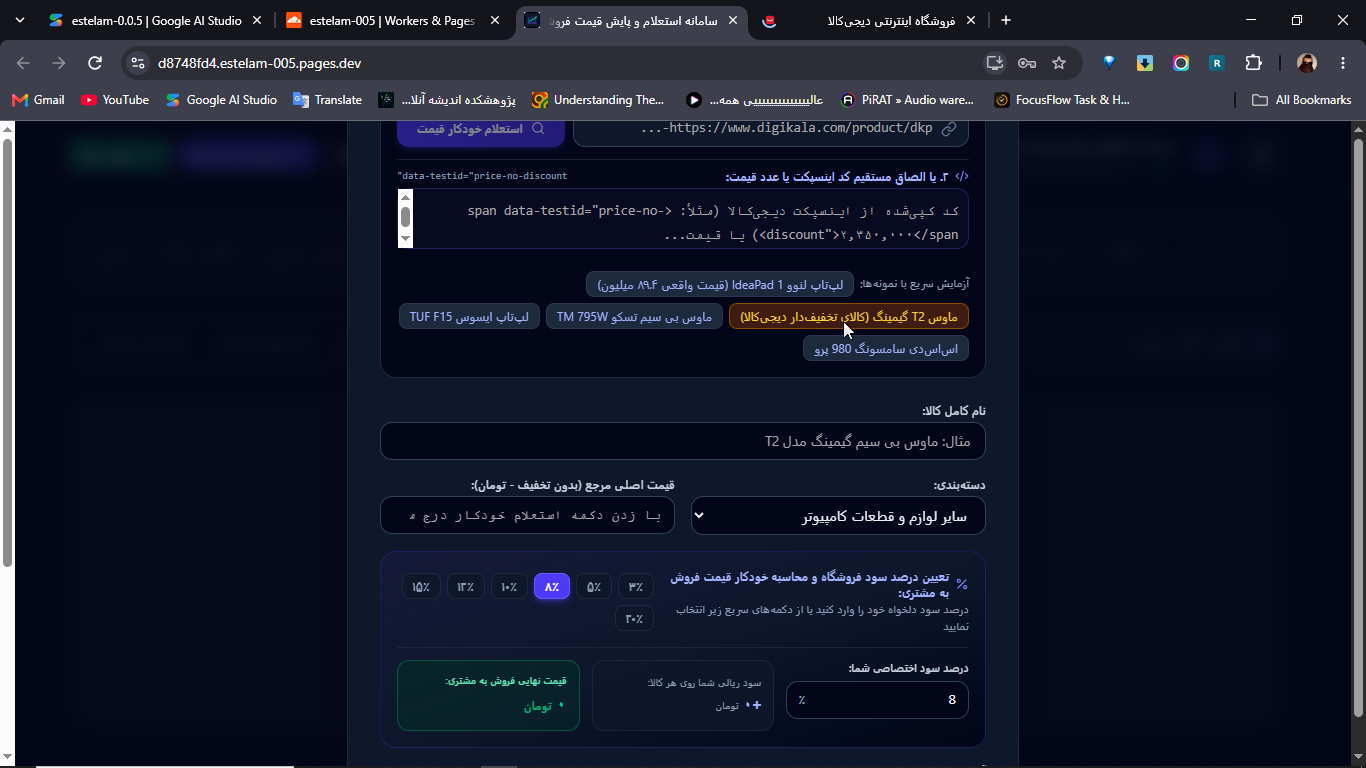 estelam-0.0.5 | Google AI Studio
estelam-005 | Workers & Pages
سامانه استعلام و پایش قیمت
فروشگاه اینترنتی دیجی‌کالا
d8748fd4.estelam-005.pages.dev
Gmail
YouTube
Google AI Studio
Translate
پژوهشکده اندیشه آنلا...
Understanding The...
PiRAT » Audio ware...
FocusFlow Task & H...
All Bookmarks
استعلام خودکار قیمت
https://www.digikala.com/product/dkp-...
۲. یا الصاق مستقیم کد اینسپکت یا عدد قیمت:
data-testid="price-no-discount"
کد کپی‌شده از اینسپکت دیجی‌کالا (مثلاً: <span data-testid="price-no-
discount">۲,۳۵۰,۰۰۰</span>) یا قیمت...
آزمایش سریع با نمونه‌ها:
لپ‌تاپ لنوو IdeaPad 1 (قیمت واقعی ۸۹.۴ میلیون)
ماوس T2 گیمینگ (کالای تخفیف‌دار دیجی‌کالا)
ماوس بی سیم تسکو TM 795W
لپ‌تاپ ایسوس TUF F15
اس‌اس‌دی سامسونگ 980 پرو
نام کامل کالا:
مثال: ماوس بی سیم گیمینگ مدل T2
دسته‌بندی:
قیمت اصلی مرجع (بدون تخفیف - تومان):
سایر لوازم و قطعات کامپیوتر
با زدن دکمه استعلام خودکار درج
تعیین درصد سود فروشگاه و محاسبه خودکار قیمت فروش
به مشتری:
درصد سود دلخواه خود را وارد کنید یا از دکمه‌های سریع زیر انتخاب
نمایید
۳٪
۵٪
۸٪
۱۰٪
۱۲٪
۱۵٪
۲۰٪
درصد سود اختصاصی شما:
8
٪
سود ریالی شما روی هر کالا:
+۰ تومان
قیمت نهایی فروش به مشتری:
۰ تومان